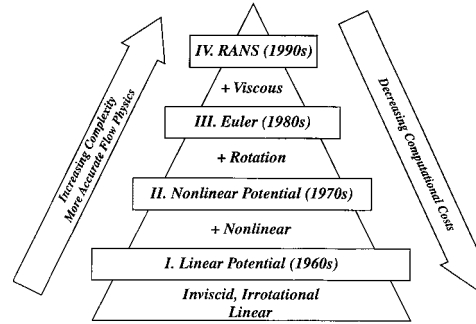 IV. RANS (1990s)
+ Viscous
III. Euler (1980s)
+ Rotation
II. Nonlinear Potential (1970s)
+ Nonlinear
I. Linear Potential (1960s)
Inviscid, Irrotational
Linear
Increasing Complexity
More Accurate Flow Physics
Decreasing Computational Costs